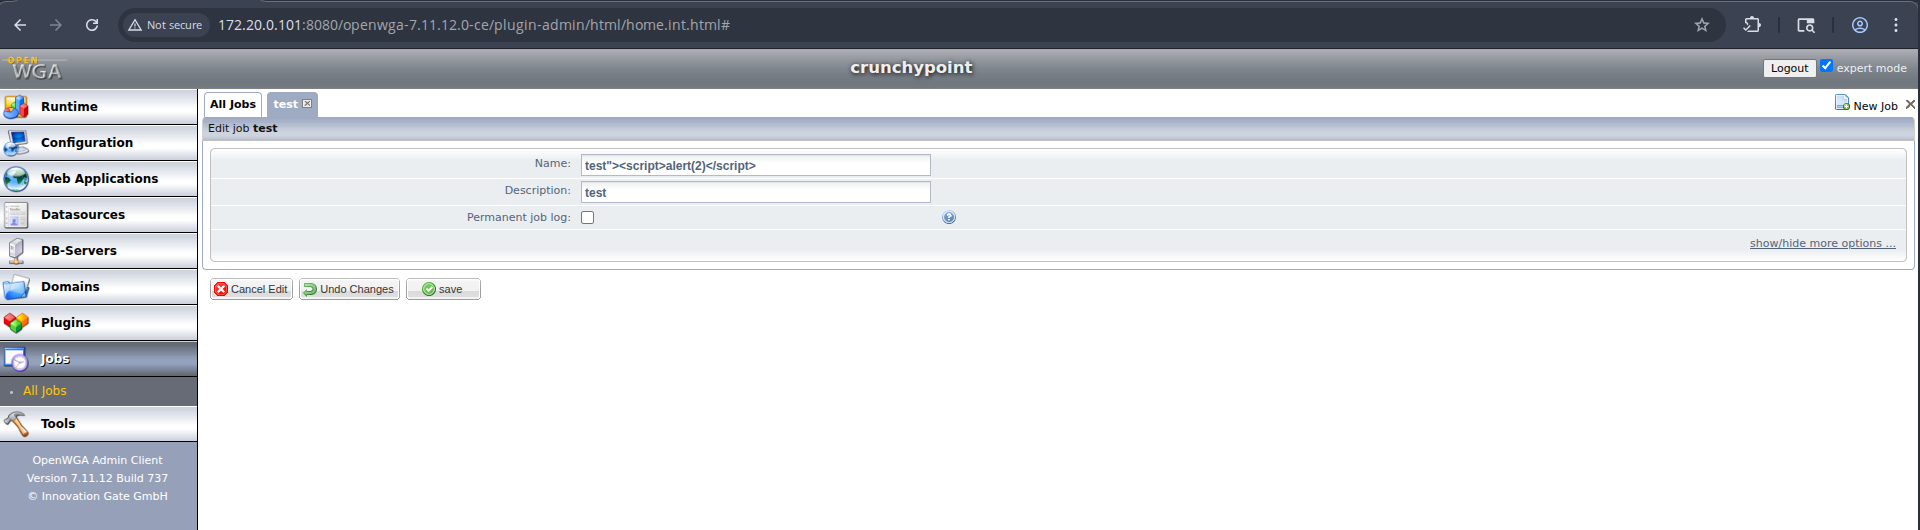 Not secure 172.20.0.101:8080/openwga-7.11.12.0-ce/plugin-admin/html/home.int.html#
OPEN
WGA
crunchypoint
Logout expert mode
Runtime
Configuration
Web Applications
Datasources
DB-Servers
Domains
Plugins
Jobs
All Jobs
Tools
OpenWGA Admin Client
Version 7.11.12 Build 737
© Innovation Gate GmbH
All Jobs test New Job
Edit job test
Name: test"><script>alert(2)</script>
Description: test
Permanent job log:
show/hide more options ...
Cancel Edit Undo Changes save